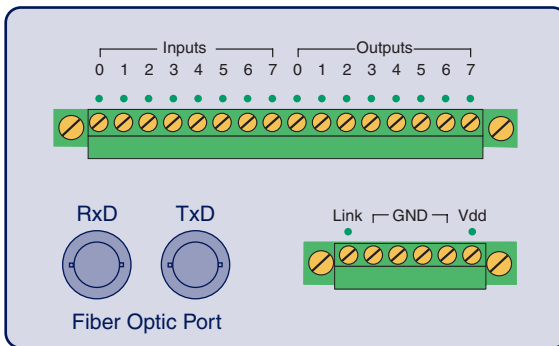 Inputs Outputs
0 1 2 3 4 5 6 7 0 1 2 3 4 5 6 7
RxD TxD
Link GND Vdd
Fiber Optic Port